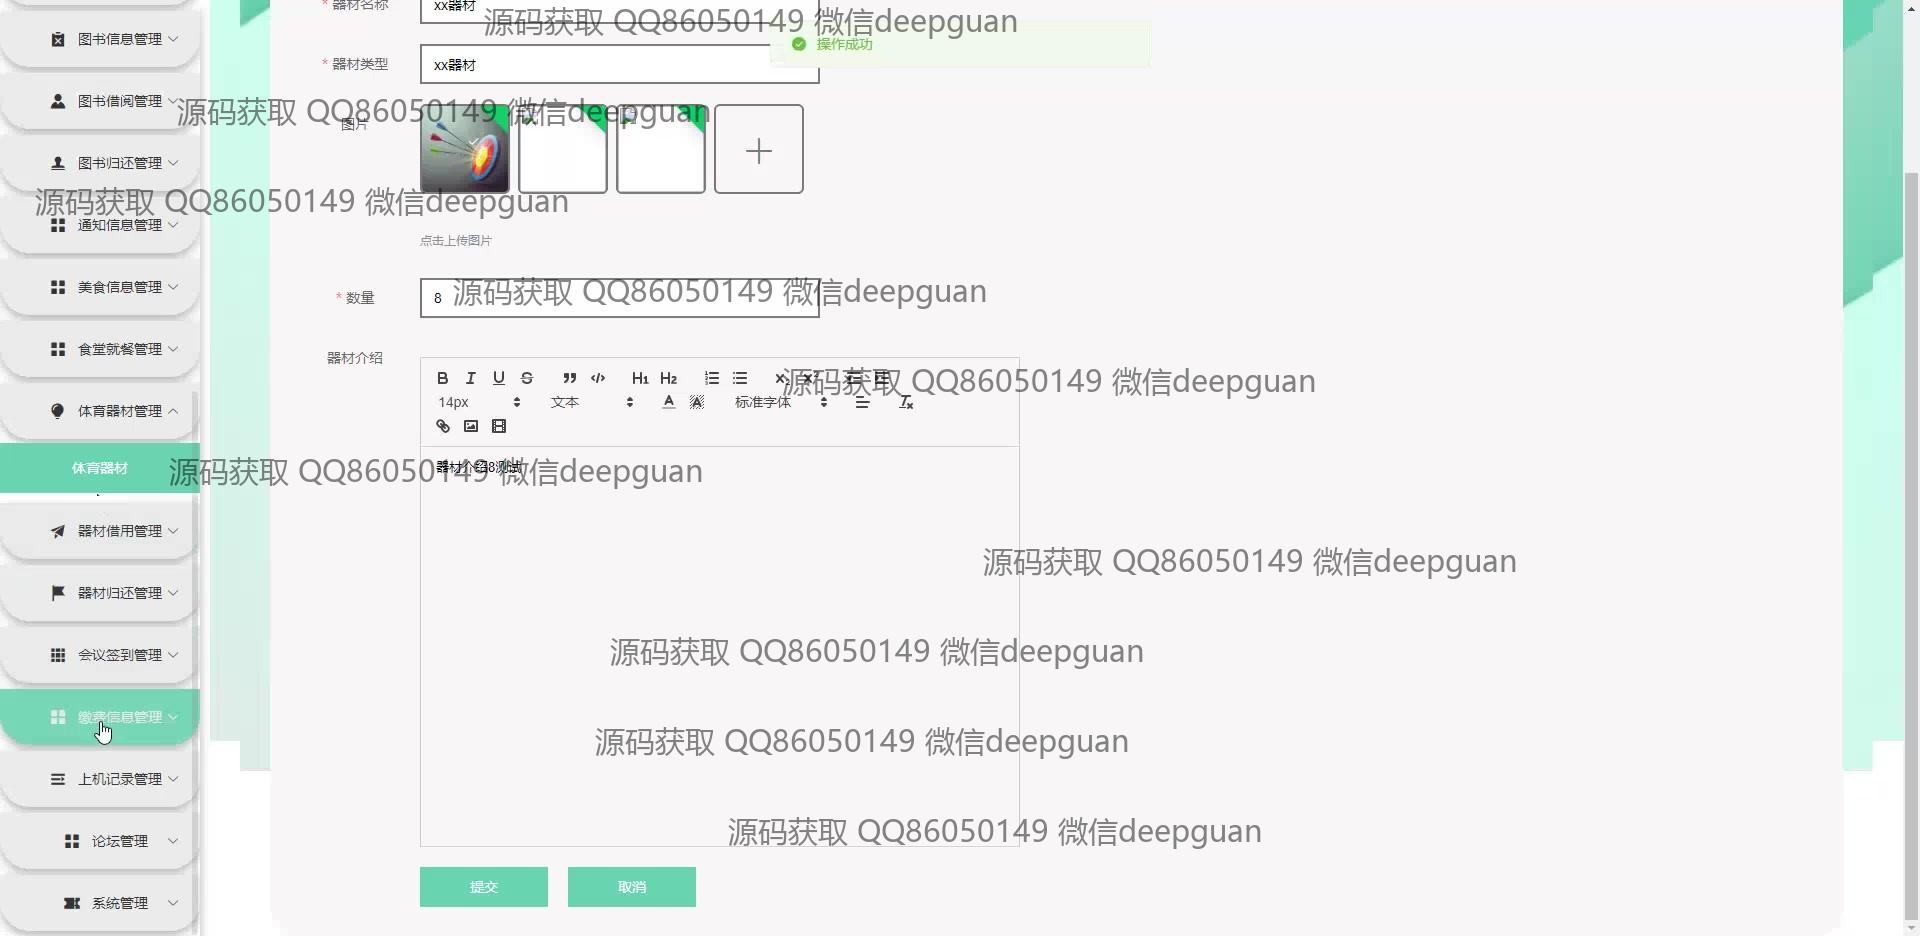 * 器材名称 xx器材
源码获取 QQ86050149 微信deepguan
图书信息管理
操作成功
* 器材类型 xx器材
图书借阅管理
源码获取 QQ86050149 微信deepguan
图片
图书归还管理
源码获取 QQ86050149 微信deepguan
通知信息管理
点击上传图片
美食信息管理
* 数量 8
源码获取 QQ86050149 微信deepguan
食堂就餐管理
器材介绍
B I U S H1 H2
源码获取 QQ86050149 微信deepguan
14px 文本 A A 标准字体
体育器材管理
体育器材
器材介绍8测试
源码获取 QQ86050149 微信deepguan
器材借用管理
源码获取 QQ86050149 微信deepguan
器材归还管理
会议签到管理
源码获取 QQ86050149 微信deepguan
缴费信息管理
源码获取 QQ86050149 微信deepguan
上机记录管理
源码获取 QQ86050149 微信deepguan
论坛管理
提交 取消
系统管理